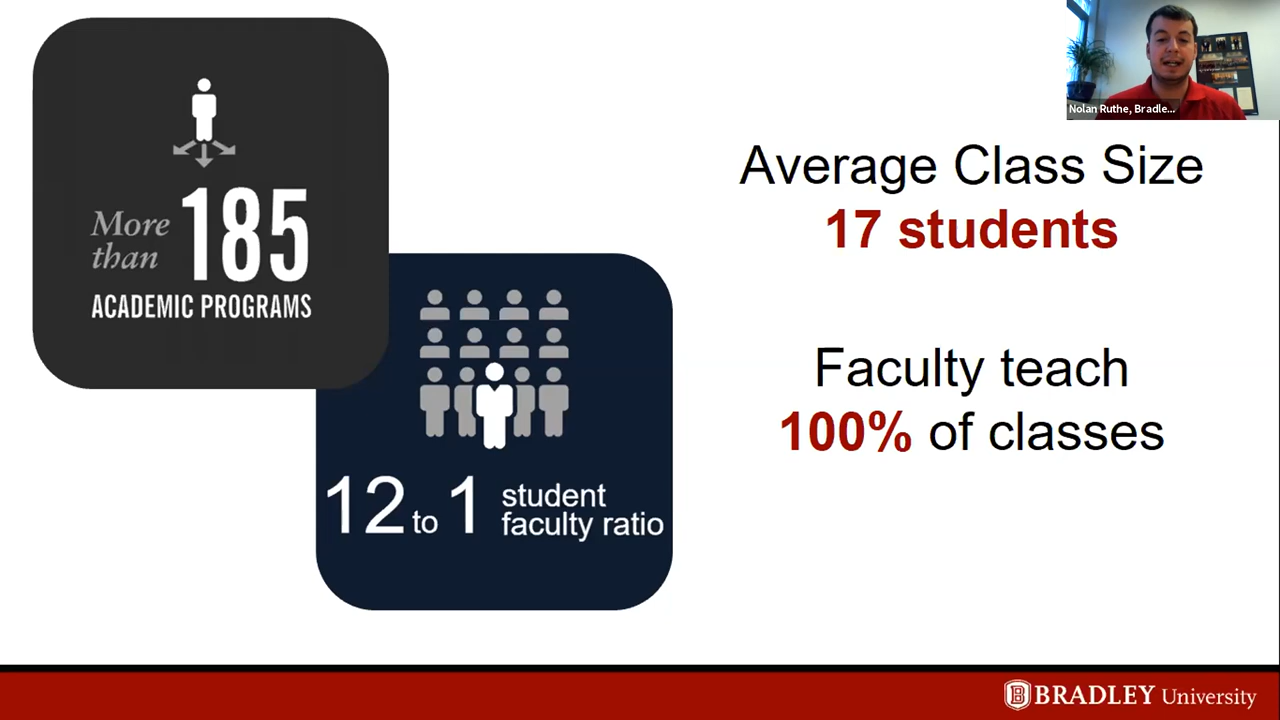 More than 185
ACADEMIC PROGRAMS
12 to 1 student faculty ratio
Nolan Ruthe, Bradle...
Average Class Size
17 students
Faculty teach
100% of classes
B BRADLEY University